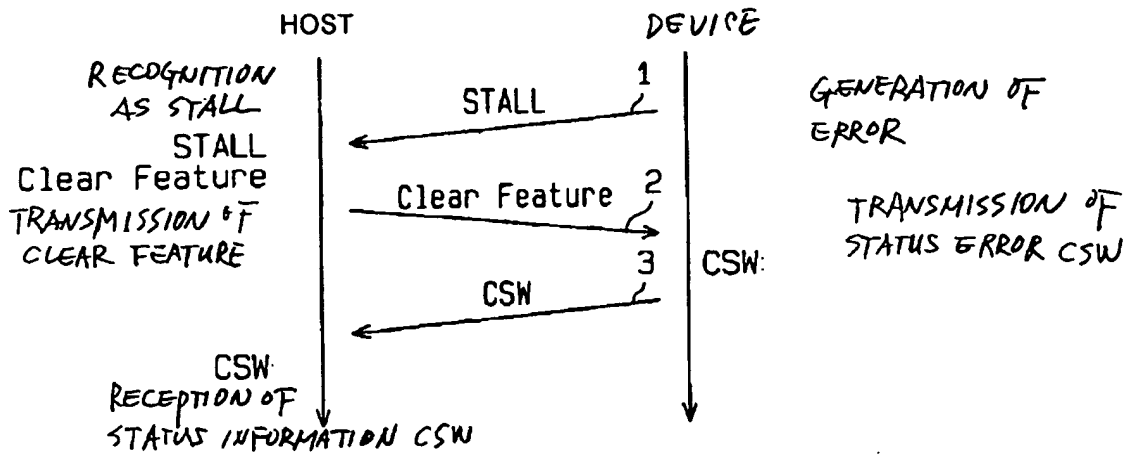 HOST
DEVICE
RECOGNITION
AS STALL
STALL
1
GENERATION OF
ERROR
STALL
Clear Feature
Clear Feature
2
TRANSMISSION OF
CLEAR FEATURE
TRANSMISSION OF
STATUS ERROR CSW
CSW:
3
CSW
CSW
RECEPTION OF
STATUS INFORMATION CSW